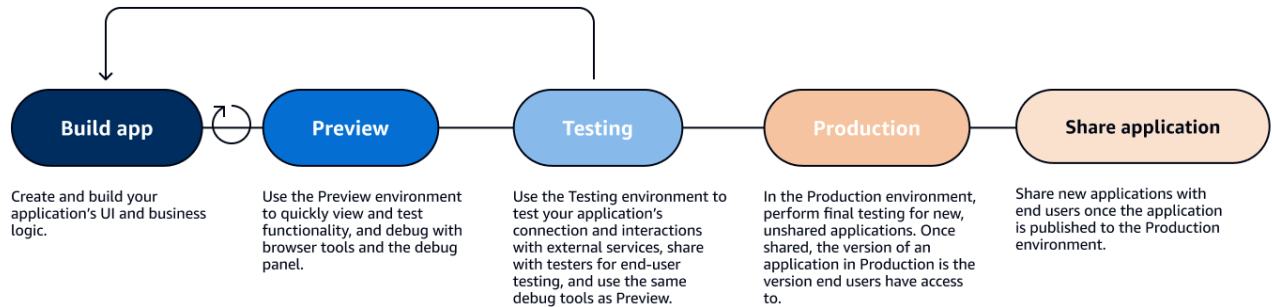 Build app
Preview
Testing
Production
Share application
Create and build your
application’s UI and business
logic.
Use the Preview environment
to quickly view and test
functionality, and debug with
browser tools and the debug
panel.
Use the Testing environment to
test your application’s
connection and interactions
with external services, share
with testers for end-user
testing, and use the same
debug tools as Preview.
In the Production environment,
perform final testing for new,
unshared applications. Once
shared, the version of an
application in Production is the
version end users have access
to.
Share new applications with
end users once the application
is published to the Production
environment.